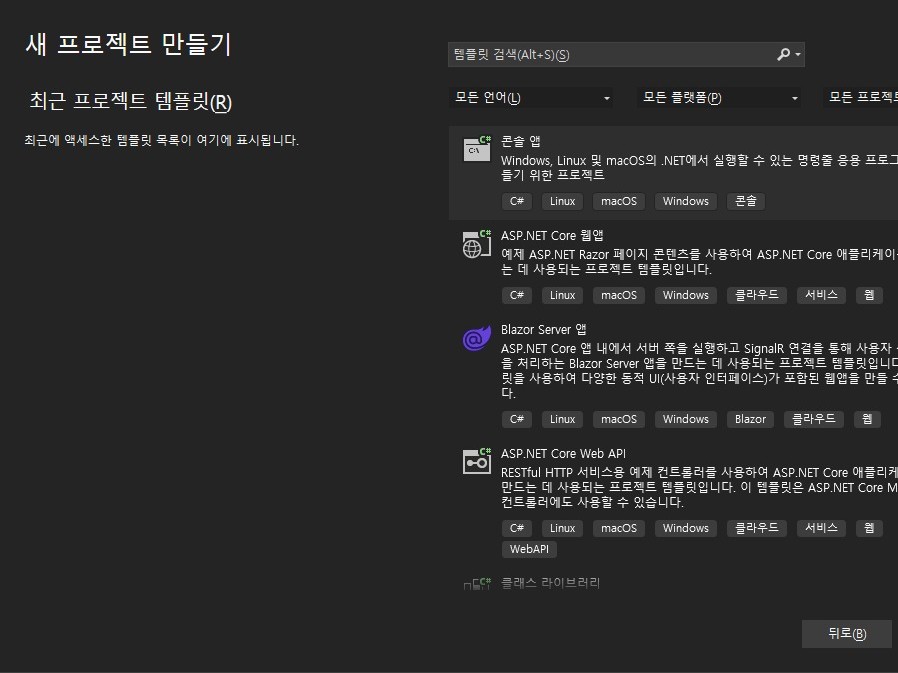 새 프로젝트 만들기
최근 프로젝트 템플릿(R)
최근에 액세스한 템플릿 목록이 여기에 표시됩니다.
템플릿 검색(Alt+S)(S)
모든 언어(L)
모든 플랫폼(P)
모든 프로젝트
콘솔 앱
Windows, Linux 및 macOS의 .NET에서 실행할 수 있는 명령줄 응용 프로그
들기 위한 프로젝트
C# Linux macOS Windows 콘솔
ASP.NET Core 웹앱
예제 ASP.NET Razor 페이지 콘텐츠를 사용하여 ASP.NET Core 애플리케이
는 데 사용되는 프로젝트 템플릿입니다.
C# Linux macOS Windows 클라우드 서비스 웹
Blazor Server 앱
ASP.NET Core 앱 내에서 서버 쪽을 실행하고 SignalR 연결을 통해 사용자
을 처리하는 Blazor Server 앱을 만드는 데 사용되는 프로젝트 템플릿입니다
릿을 사용하여 다양한 동적 UI(사용자 인터페이스)가 포함된 웹앱을 만들 수
다.
C# Linux macOS Windows Blazor 클라우드 웹
ASP.NET Core Web API
RESTful HTTP 서비스용 예제 컨트롤러를 사용하여 ASP.NET Core 애플리케
만드는 데 사용되는 프로젝트 템플릿입니다. 이 템플릿은 ASP.NET Core M
컨트롤러에도 사용할 수 있습니다.
C# Linux macOS Windows 클라우드 서비스 웹
WebAPI
클래스 라이브러리
뒤로(B)